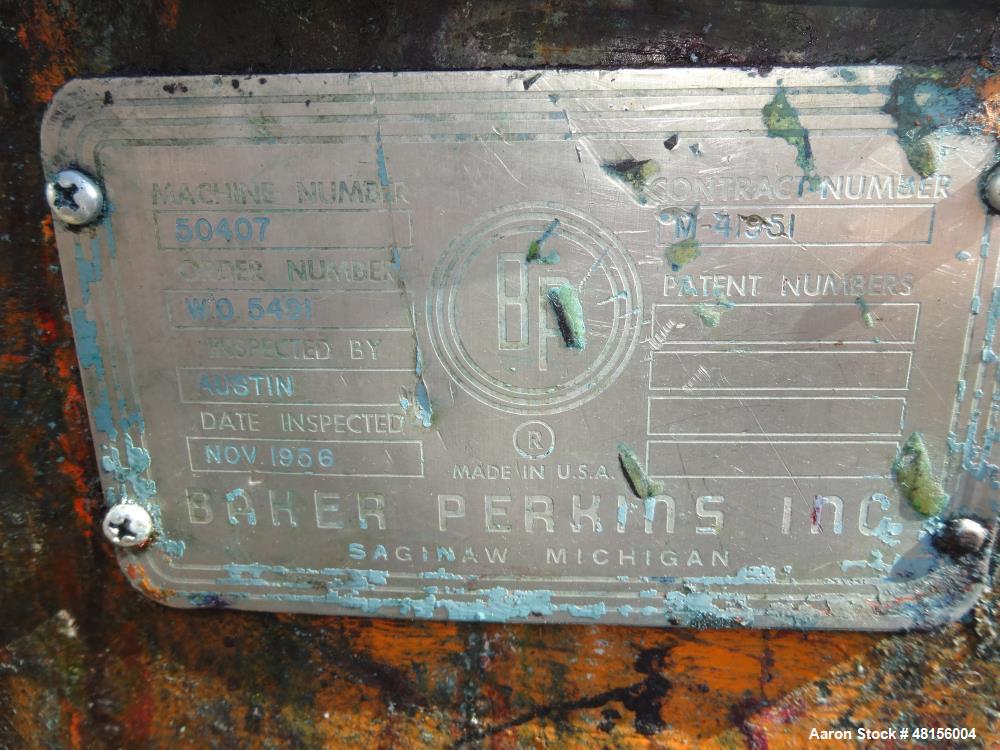 MACHINE NUMBER
50407
ORDER NUMBER
W.O. 5491
INSPECTED BY
AUSTIN
DATE INSPECTED
NOV. 1956
BP
®
MADE IN U.S.A.
CONTRACT NUMBER
M-41951
PATENT NUMBERS
BAKER PERKINS INC
SAGINAW MICHIGAN
Aaron Stock # 48156004